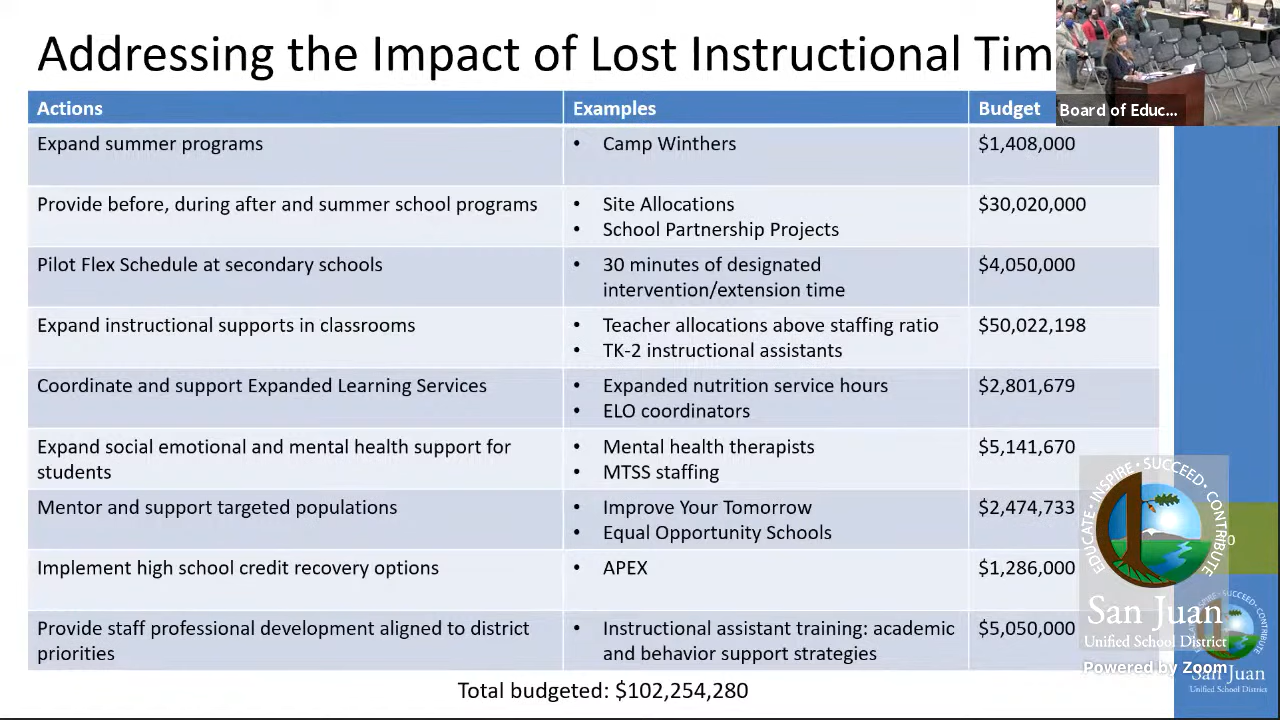 Addressing the Impact of Lost Instructional Tim
Board of Educ...
Actions Examples Budget
Expand summer programs • Camp Winthers $1,408,000
Provide before, during after and summer school programs • Site Allocations $30,020,000
• School Partnership Projects
Pilot Flex Schedule at secondary schools • 30 minutes of designated $4,050,000
intervention/extension time
Expand instructional supports in classrooms • Teacher allocations above staffing ratio $50,022,198
• TK-2 instructional assistants
Coordinate and support Expanded Learning Services • Expanded nutrition service hours $2,801,679
• ELO coordinators
Expand social emotional and mental health support for • Mental health therapists $5,141,670
students • MTSS staffing
Mentor and support targeted populations • Improve Your Tomorrow $2,474,733
• Equal Opportunity Schools
Implement high school credit recovery options • APEX $1,286,000
Provide staff professional development aligned to district • Instructional assistant training: academic $5,050,000
priorities and behavior support strategies
Total budgeted: $102,254,280
EDUCATE • INSPIRE • SUCCEED • CONTRIBUTE
San Juan
Unified School District
Powered by Zoom
SUCCEED
CONTRIBUTE
San Juan
Unified School District